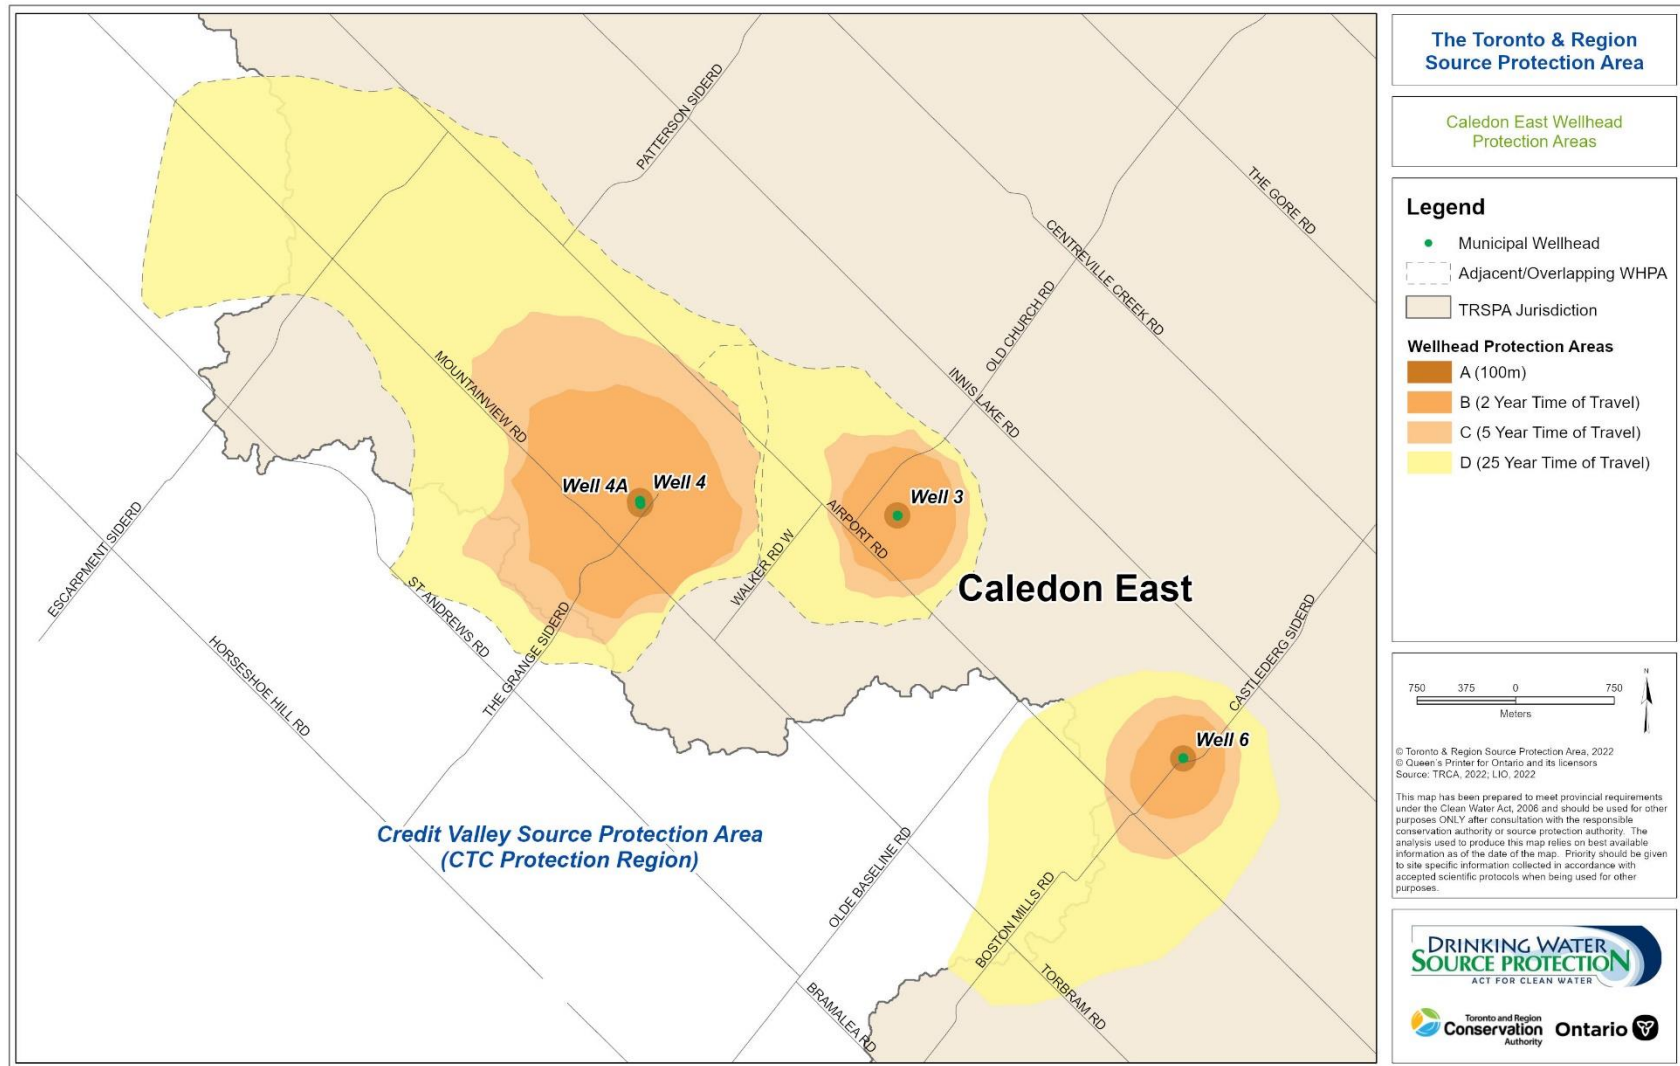 PATTERSON SIDERD
THE GORE RD
CENTREVILLE CREEK RD
OLD CHURCH RD
INNIS LAKE RD
MOUNTAINVIEW RD
Well 4A
Well 4
Well 3
AIRPORT RD
WALKER RD W
Caledon East
ESCARPMENT SIDERD
ST ANDREWS RD
THE GRANGE SIDERD
HORSESHOE HILL RD
CASTLEDERG SIDERD
Well 6
Credit Valley Source Protection Area
(CTC Protection Region)
OLDE BASELINE RD
BOSTON MILLS RD
TORBRAM RD
BRAMALEA RD
The Toronto & Region
Source Protection Area
Caledon East Wellhead
Protection Areas
Legend
Municipal Wellhead
Adjacent/Overlapping WHPA
TRSPA Jurisdiction
Wellhead Protection Areas
A (100m)
B (2 Year Time of Travel)
C (5 Year Time of Travel)
D (25 Year Time of Travel)
750 375 0 750
Meters
N
© Toronto & Region Source Protection Area, 2022
© Queen's Printer for Ontario and its licensors
Source: TRCA, 2022; LIO, 2022
This map has been prepared to meet provincial requirements
under the Clean Water Act, 2006 and should be used for other
purposes ONLY after consultation with the responsible
conservation authority or source protection authority. The
analysis used to produce this map relies on best available
information as of the date of the map. Priority should be given
to site specific information collected in accordance with
accepted scientific protocols when being used for other
purposes.
DRINKING WATER
SOURCE PROTECTION
ACT FOR CLEAN WATER
Toronto and Region
Conservation
Authority
Ontario